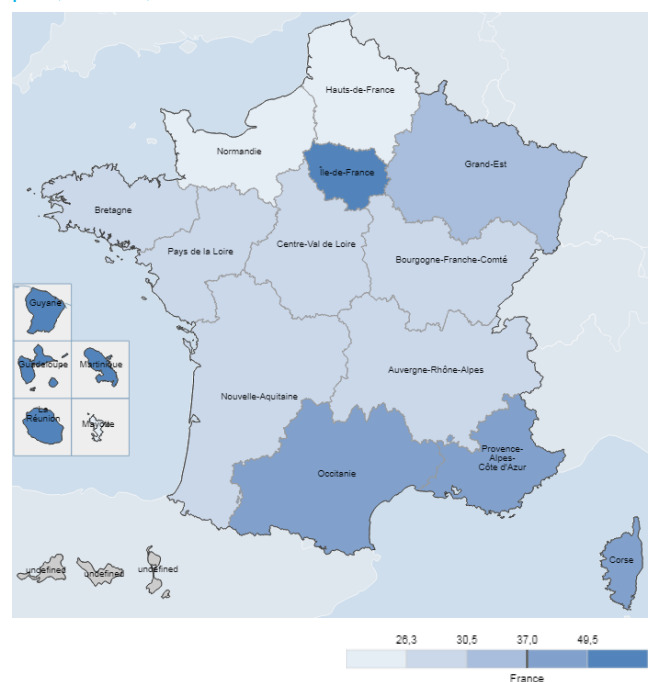 Hauts-de-France
Normandie
Île-de-France
Grand-Est
Bretagne
Pays de la Loire
Centre-Val de Loire
Bourgogne-Franche-Comté
Guyane
Guadeloupe
Martinique
La
Réunion
Mayotte
Auvergne-Rhône-Alpes
Nouvelle-Aquitaine
Provence-
Alpes-
Côte d'Azur
Occitanie
Corse
undefined
undefined
undefined
26,3 30,5 37,0 49,5
France